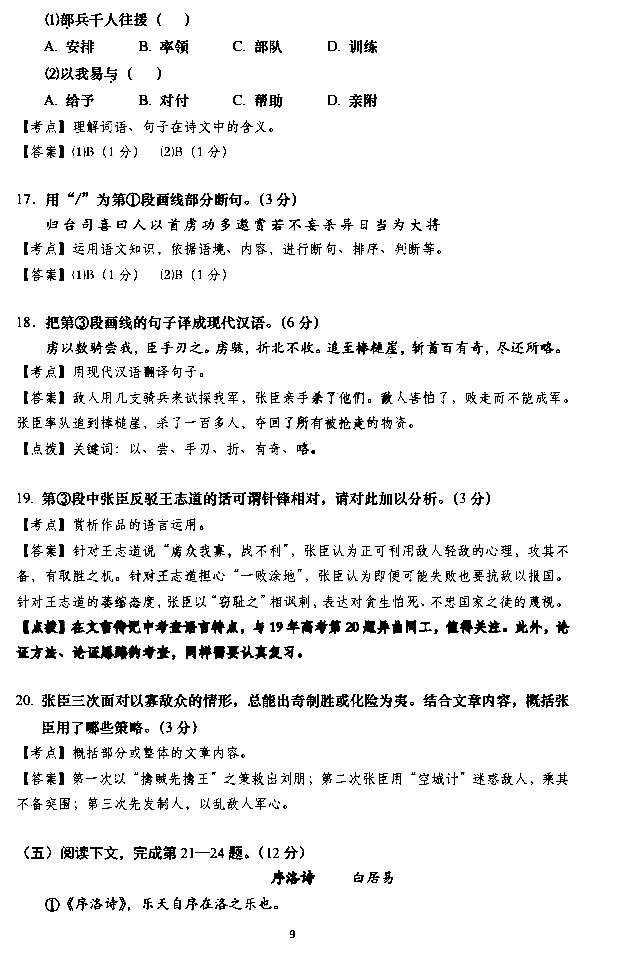 ⑴部兵千人往援（　　）
A. 安排　　B. 率领　　C. 部队　　D. 训练
⑵以我易与（　　）
A. 给予　　B. 对付　　C. 帮助　　D. 亲附
【考点】理解词语、句子在诗文中的含义。
【答案】(1)B（1分）　(2)B（1分）
17. 用“/”为第①段画线部分断句。（3分）
归台司喜曰人以首虏功多邀赏若不妄杀异日当为大将
【考点】运用语文知识，依据语境、内容，进行断句、排序、判断等。
【答案】(1)B（1分）　(2)B（1分）
18. 把第③段画线的句子译成现代汉语。（6分）
虏以数骑尝我，臣手刃之。虏骇，折北不收。追至棒槌崖，斩首百有奇，尽还所略。
【考点】用现代汉语翻译句子。
【答案】敌人用几支骑兵来试探我军，张臣亲手杀了他们。敌人害怕了，败走而不能成军。
张臣率队追到棒槌崖，杀了一百多人，夺回了所有被抢走的物资。
【点拨】关键词：以、尝、手刃、折、有奇、略。
19. 第③段中张臣反驳王志道的话可谓针锋相对，请对此加以分析。（3分）
【考点】赏析作品的语言运用。
【答案】针对王志道说“虏众我寡，战不利”，张臣认为正可利用敌人轻敌的心理，攻其不
备，有取胜之机。针对王志道担心“一败涂地”，张臣认为即便可能失败也要抗敌以报国。
针对王志道的萎缩态度，张臣以“窃耻之”相讽刺，表达对贪生怕死、不忠国家之徒的蔑视。
【点拨】在文言传记中考查语言特点，与19年高考第20题异曲同工，值得关注。此外，论
证方法、论证思路的考查，同样需要认真复习。
20. 张臣三次面对以寡敌众的情形，总能出奇制胜或化险为夷。结合文章内容，概括张
臣用了哪些策略。（3分）
【考点】概括部分或整体的文章内容。
【答案】第一次以“擒贼先擒王”之策救出刘朋；第二次张臣用“空城计”迷惑敌人，乘其
不备突围；第三次先发制人，以乱敌人军心。
（五）阅读下文，完成第21—24题。（12分）
序洛诗　　白居易
①《序洛诗》，乐天自序在洛之乐也。
9